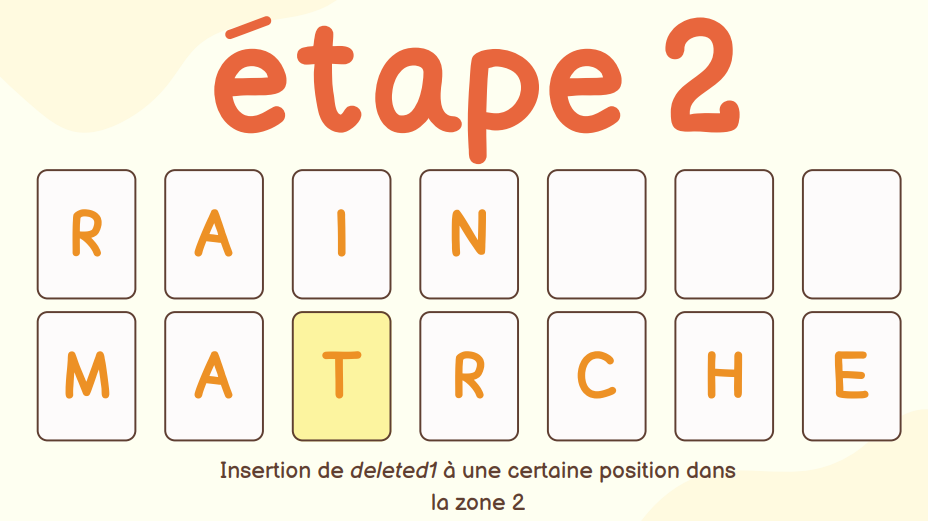 étape 2
R A I N
M A T R C H E
Insertion de deleted1 à une certaine position dans
la zone 2